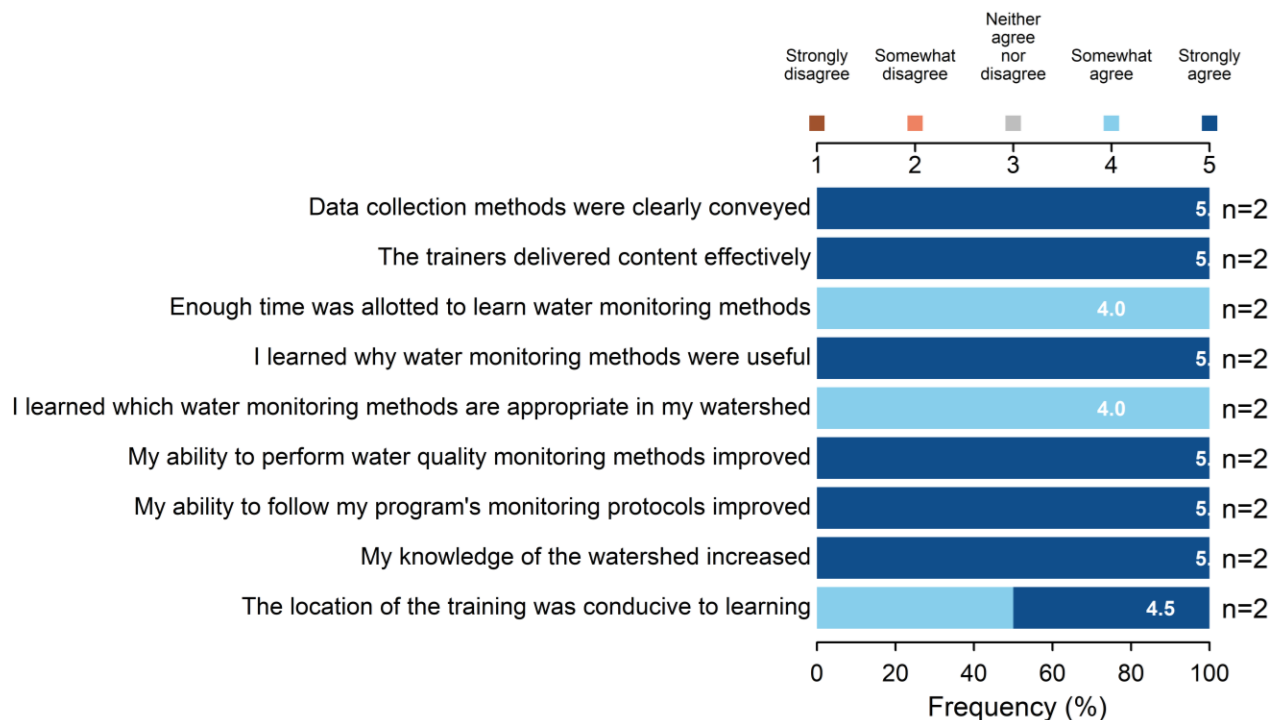 Strongly disagree
Somewhat disagree
Neither agree nor disagree
Somewhat agree
Strongly agree
1 2 3 4 5
Data collection methods were clearly conveyed 5. n=2
The trainers delivered content effectively 5. n=2
Enough time was allotted to learn water monitoring methods 4.0 n=2
I learned why water monitoring methods were useful 5. n=2
I learned which water monitoring methods are appropriate in my watershed 4.0 n=2
My ability to perform water quality monitoring methods improved 5. n=2
My ability to follow my program's monitoring protocols improved 5. n=2
My knowledge of the watershed increased 5. n=2
The location of the training was conducive to learning 4.5 n=2
0 20 40 60 80 100
Frequency (%)